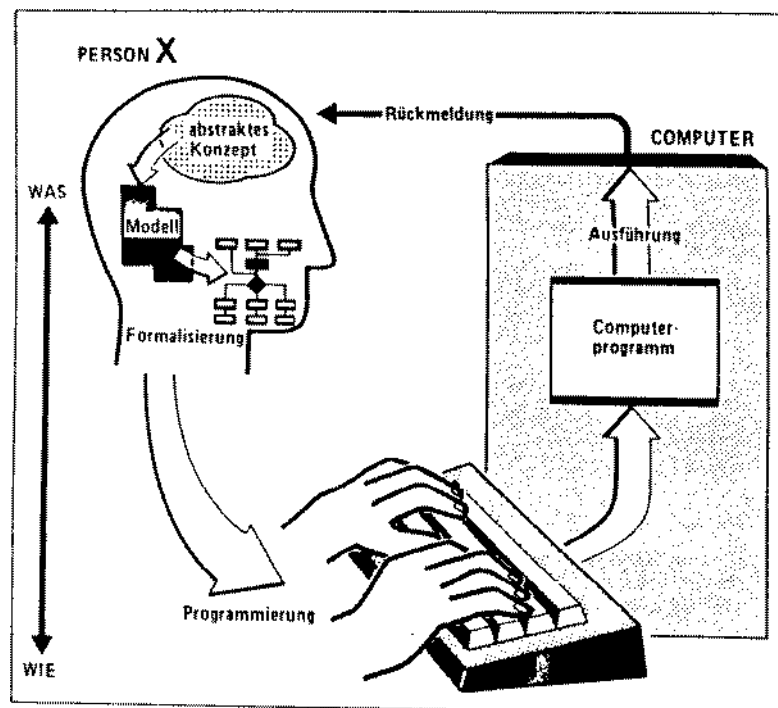 PERSON X
Rückmeldung
COMPUTER
abstraktes
Konzept
WAS
Modell
Ausführung
Computer-
programm
Formalisierung
Programmierung
WIE